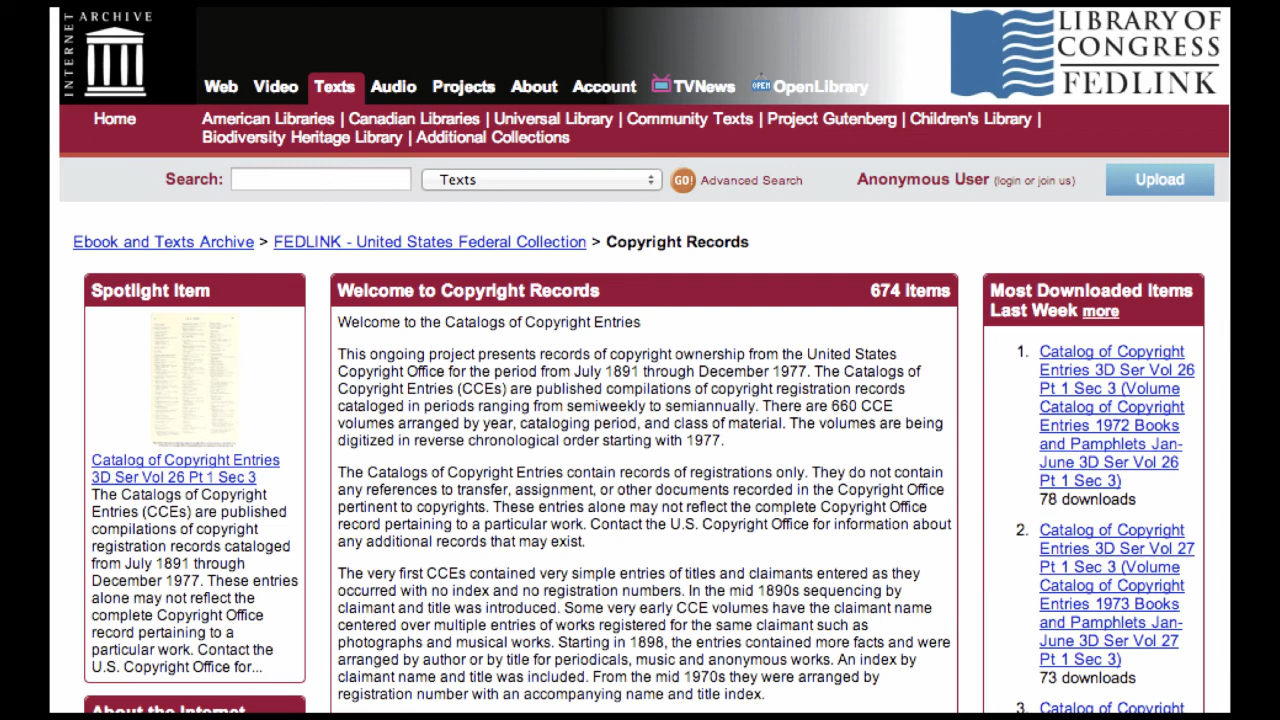 INTERNET ARCHIVE
LIBRARY OF
CONGRESS
FEDLINK
Web Video Texts Audio Projects About Account TVNews OPEN OpenLibrary
Home
American Libraries | Canadian Libraries | Universal Library | Community Texts | Project Gutenberg | Children's Library |
Biodiversity Heritage Library | Additional Collections
Search: Texts GO! Advanced Search Anonymous User (login or join us) Upload
Ebook and Texts Archive > FEDLINK - United States Federal Collection > Copyright Records
Spotlight Item
Catalog of Copyright Entries
3D Ser Vol 26 Pt 1 Sec 3
The Catalogs of Copyright
Entries (CCEs) are published
compilations of copyright
registration records cataloged
from July 1891 through
December 1977. These entries
alone may not reflect the
complete Copyright Office
record pertaining to a
particular work. Contact the
U.S. Copyright Office for...
About the Internet
Welcome to Copyright Records 674 Items
Welcome to the Catalogs of Copyright Entries
This ongoing project presents records of copyright ownership from the United States
Copyright Office for the period from July 1891 through December 1977. The Catalogs of
Copyright Entries (CCEs) are published compilations of copyright registration records
cataloged in periods ranging from semiweekly to semiannually. There are 660 CCE
volumes arranged by year, cataloging period, and class of material. The volumes are being
digitized in reverse chronological order starting with 1977.
The Catalogs of Copyright Entries contain records of registrations only. They do not contain
any references to transfer, assignment, or other documents recorded in the Copyright Office
pertinent to copyrights. These entries alone may not reflect the complete Copyright Office
record pertaining to a particular work. Contact the U.S. Copyright Office for information about
any additional records that may exist.
The very first CCEs contained very simple entries of titles and claimants entered as they
occurred with no index and no registration numbers. In the mid 1890s sequencing by
claimant and title was introduced. Some very early CCE volumes have the claimant name
centered over multiple entries of works registered for the same claimant such as
photographs and musical works. Starting in 1898, the entries contained more facts and were
arranged by author or by title for periodicals, music and anonymous works. An index by
claimant name and title was included. From the mid 1970s they were arranged by
registration number with an accompanying name and title index.
Most Downloaded Items
Last Week more
1. Catalog of Copyright
Entries 3D Ser Vol 26
Pt 1 Sec 3 (Volume
Catalog of Copyright
Entries 1972 Books
and Pamphlets Jan-
June 3D Ser Vol 26
Pt 1 Sec 3)
78 downloads
2. Catalog of Copyright
Entries 3D Ser Vol 27
Pt 1 Sec 3 (Volume
Catalog of Copyright
Entries 1973 Books
and Pamphlets Jan-
June 3D Ser Vol 27
Pt 1 Sec 3)
73 downloads
3. Catalog of Copyright